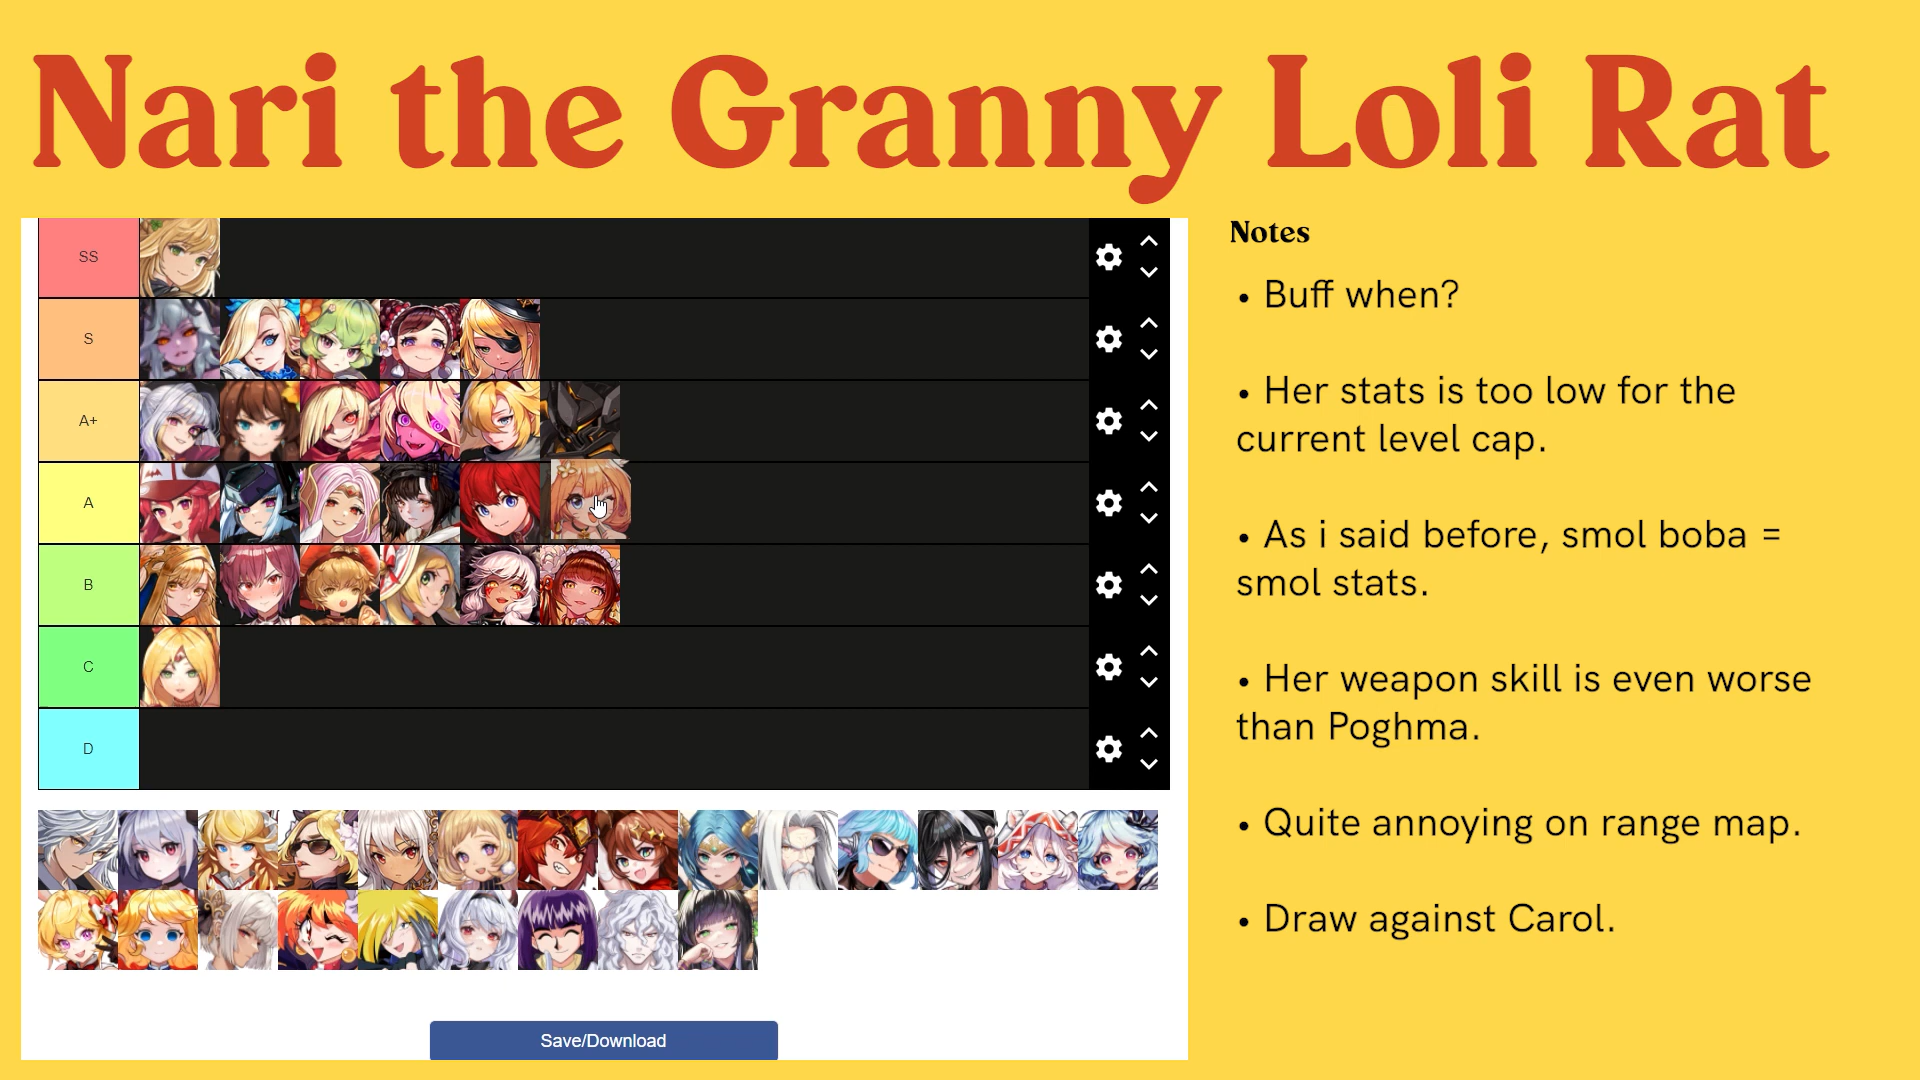 Nari the Granny Loli Rat
SS
S
A+
A
B
C
D
Save/Download
Notes
• Buff when?
• Her stats is too low for the
current level cap.
• As i said before, smol boba =
smol stats.
• Her weapon skill is even worse
than Poghma.
• Quite annoying on range map.
• Draw against Carol.